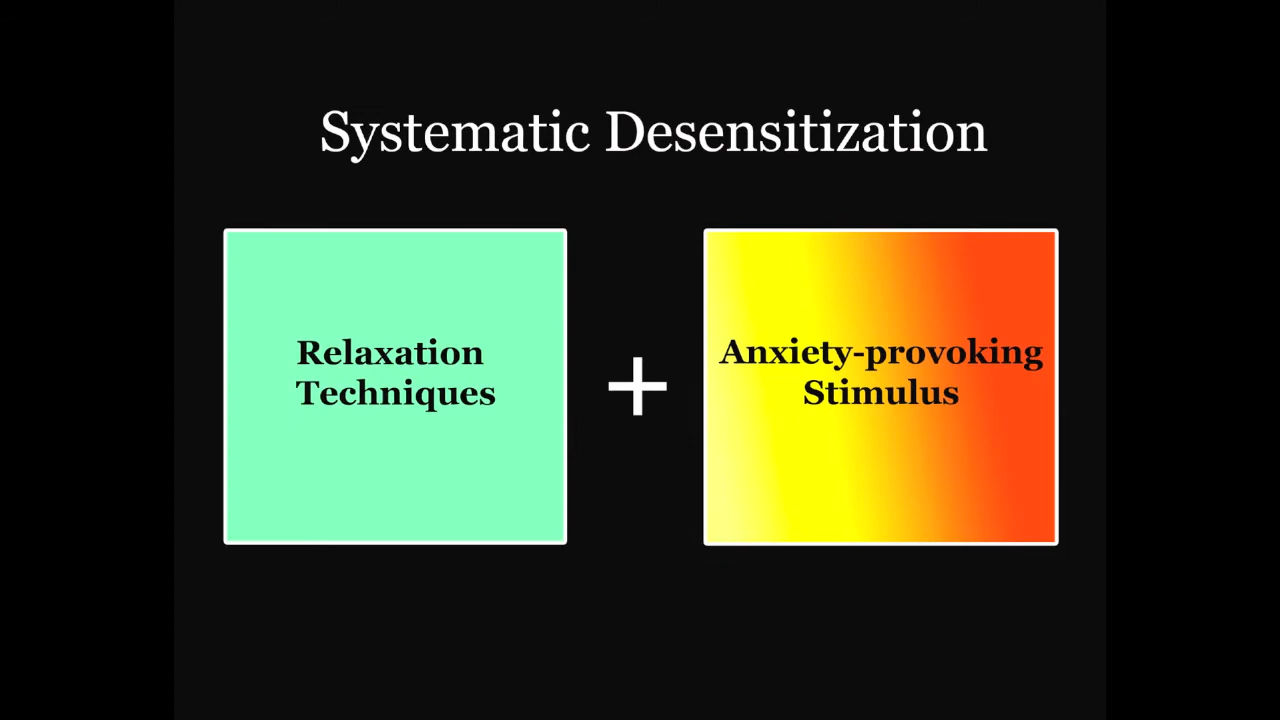 Systematic Desensitization
Relaxation
Techniques
+
Anxiety-provoking
Stimulus